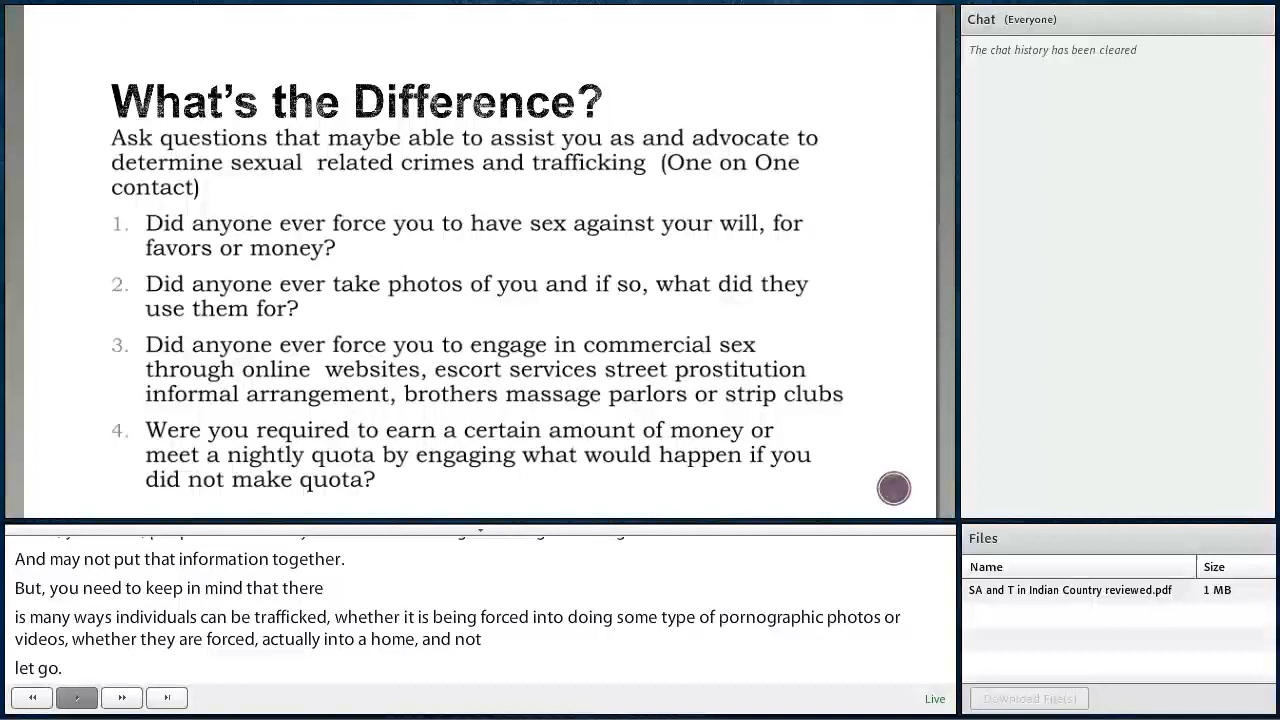 What's the Difference?
Ask questions that maybe able to assist you as and advocate to
determine sexual  related crimes and trafficking  (One on One
contact)
1. Did anyone ever force you to have sex against your will, for
favors or money?
2. Did anyone ever take photos of you and if so, what did they
use them for?
3. Did anyone ever force you to engage in commercial sex
through online  websites, escort services street prostitution
informal arrangement, brothers massage parlors or strip clubs
4. Were you required to earn a certain amount of money or
meet a nightly quota by engaging what would happen if you
did not make quota?
And may not put that information together.
But, you need to keep in mind that there
is many ways individuals can be trafficked, whether it is being forced into doing some type of pornographic photos or
videos, whether they are forced, actually into a home, and not
let go.
Live
Chat (Everyone)
The chat history has been cleared
Files
Name Size
SA and T in Indian Country reviewed.pdf 1 MB
Download File(s)